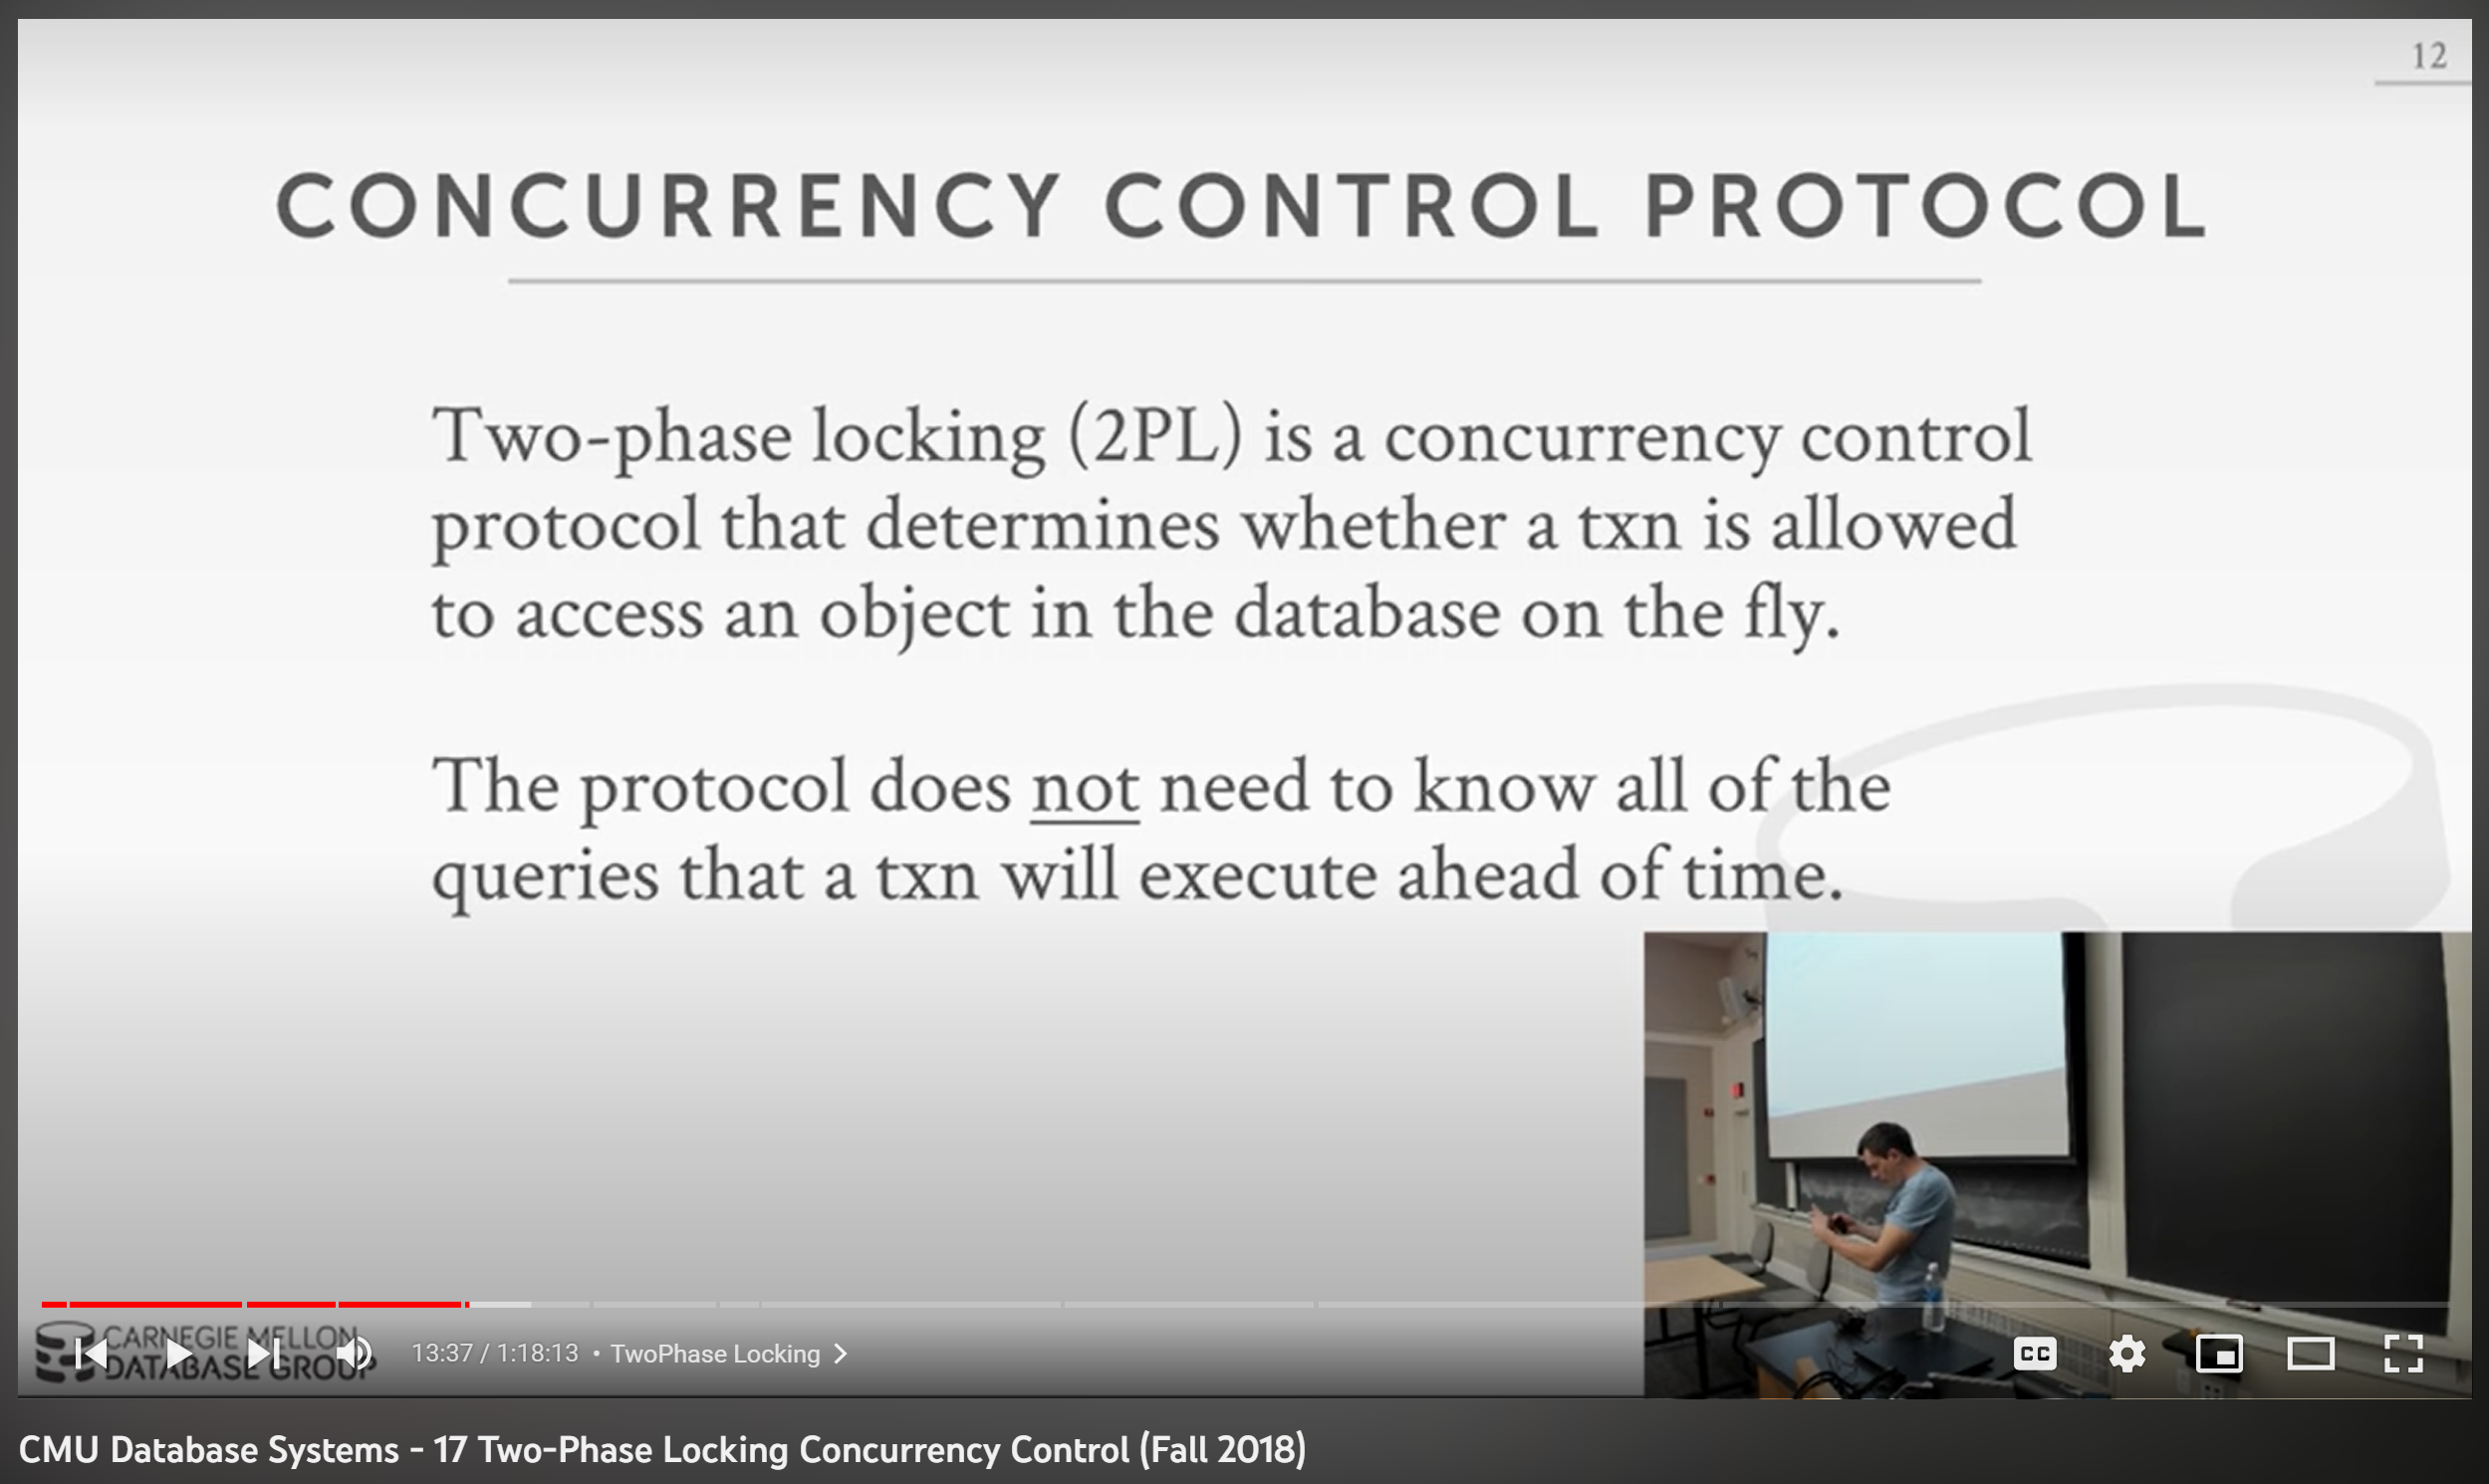 12
CONCURRENCY CONTROL PROTOCOL
Two-phase locking (2PL) is a concurrency control
protocol that determines whether a txn is allowed
to access an object in the database on the fly.
The protocol does not need to know all of the
queries that a txn will execute ahead of time.
CARNEGIE MELLON
DATABASE GROUP
13:37 / 1:18:13 • TwoPhase Locking
CC
CMU Database Systems - 17 Two-Phase Locking Concurrency Control (Fall 2018)